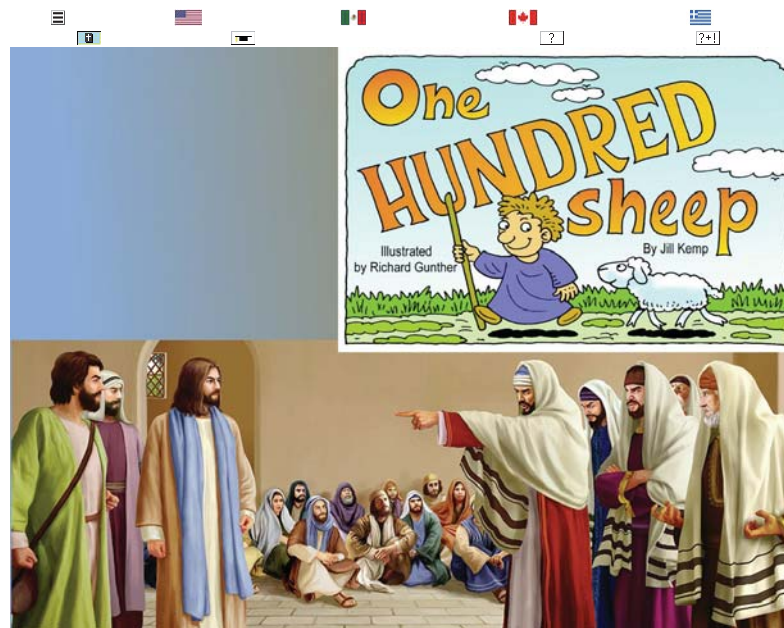 ?
?+!
One
HUNDRED
sheep
Illustrated
by Richard Gunther
By Jill Kemp